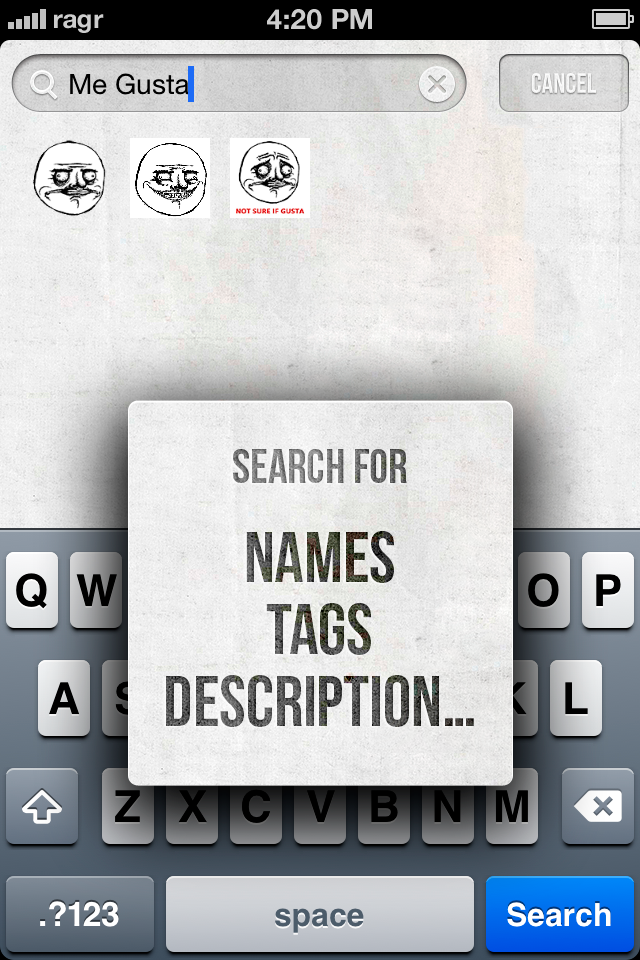 ragr 4:20 PM
Me Gusta CANCEL
NOT SURE IF GUSTA
SEARCH FOR
NAMES
TAGS
DESCRIPTION...
Q W O P
A S K L
Z X C V B N M
.?123 space Search